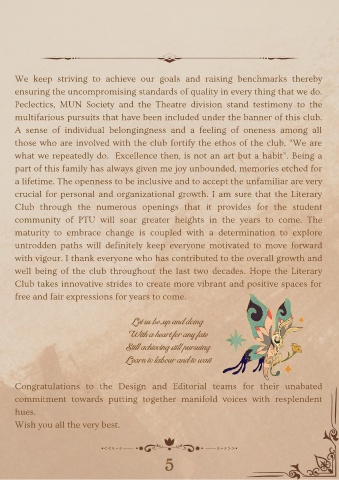 We keep striving to achieve our goals and raising benchmarks thereby
ensuring the uncompromising standards of quality in every thing that we do.
Peclectics, MUN Society and the Theatre division stand testimony to the
multifarious pursuits that have been included under the banner of this club.
A sense of individual belongingness and a feeling of oneness among all
those who are involved with the club fortify the ethos of the club. "We are
what we repeatedly do. Excellence then, is not an art but a habit". Being a
part of this family has always given me joy unbounded, memories etched for
a lifetime. The openness to be inclusive and to accept the unfamiliar are very
crucial for personal and organizational growth. I am sure that the Literary
Club through the numerous openings that it provides for the student
community of PTU will soar greater heights in the years to come. The
maturity to embrace change is coupled with a determination to explore
untrodden paths will definitely keep everyone motivated to move forward
with vigour. I thank everyone who has contributed to the overall growth and
well being of the club throughout the last two decades. Hope the Literary
Club takes innovative strides to create more vibrant and positive spaces for
free and fair expressions for years to come.
Let us be up and doing
With a heart for any fate
Still achieving still pursuing
Learn to labour and to wait
Congratulations to the Design and Editorial teams for their unabated
commitment towards putting together manifold voices with resplendent
hues.
Wish you all the very best.
5